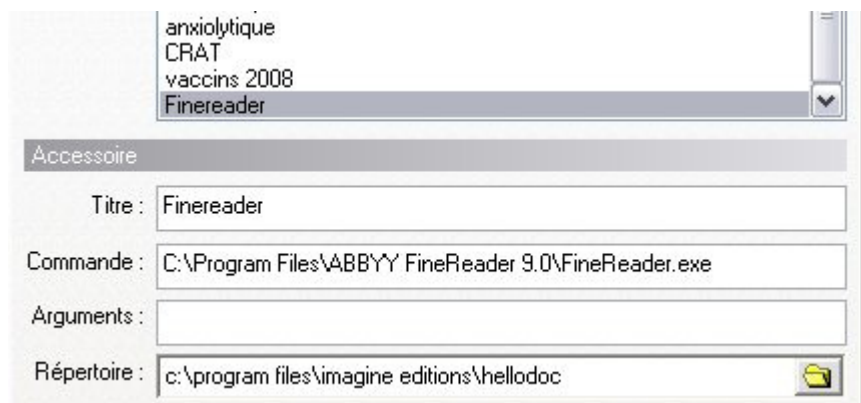 anxiolytique
CRAT
vaccins 2008
Finereader
Accessoire
Titre : Finereader
Commande : C:\Program Files\ABBYY FineReader 9.0\FineReader.exe
Arguments :
Répertoire : c:\program files\imagine editions\hellodoc